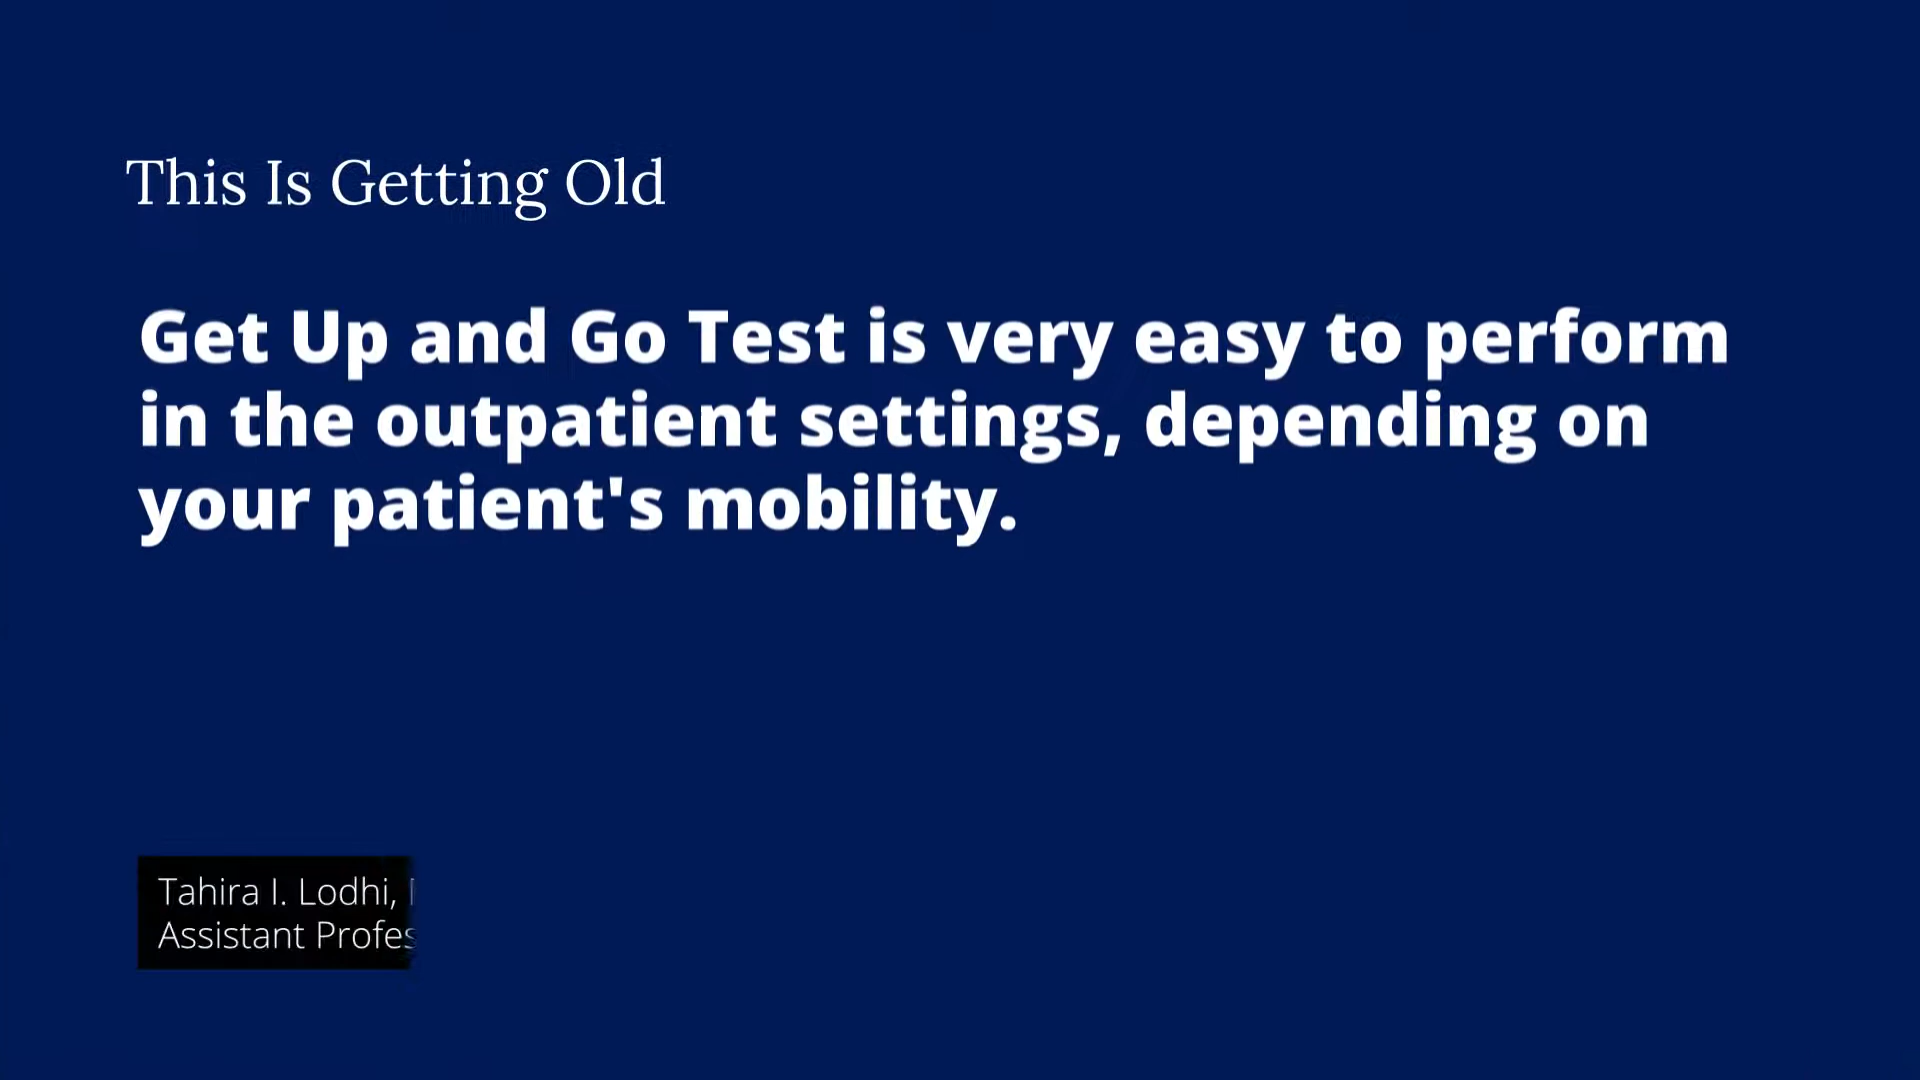 This Is Getting Old
Get Up and Go Test is very easy to perform
in the outpatient settings, depending on
your patient's mobility.
Tahira I. Lodhi,
Assistant